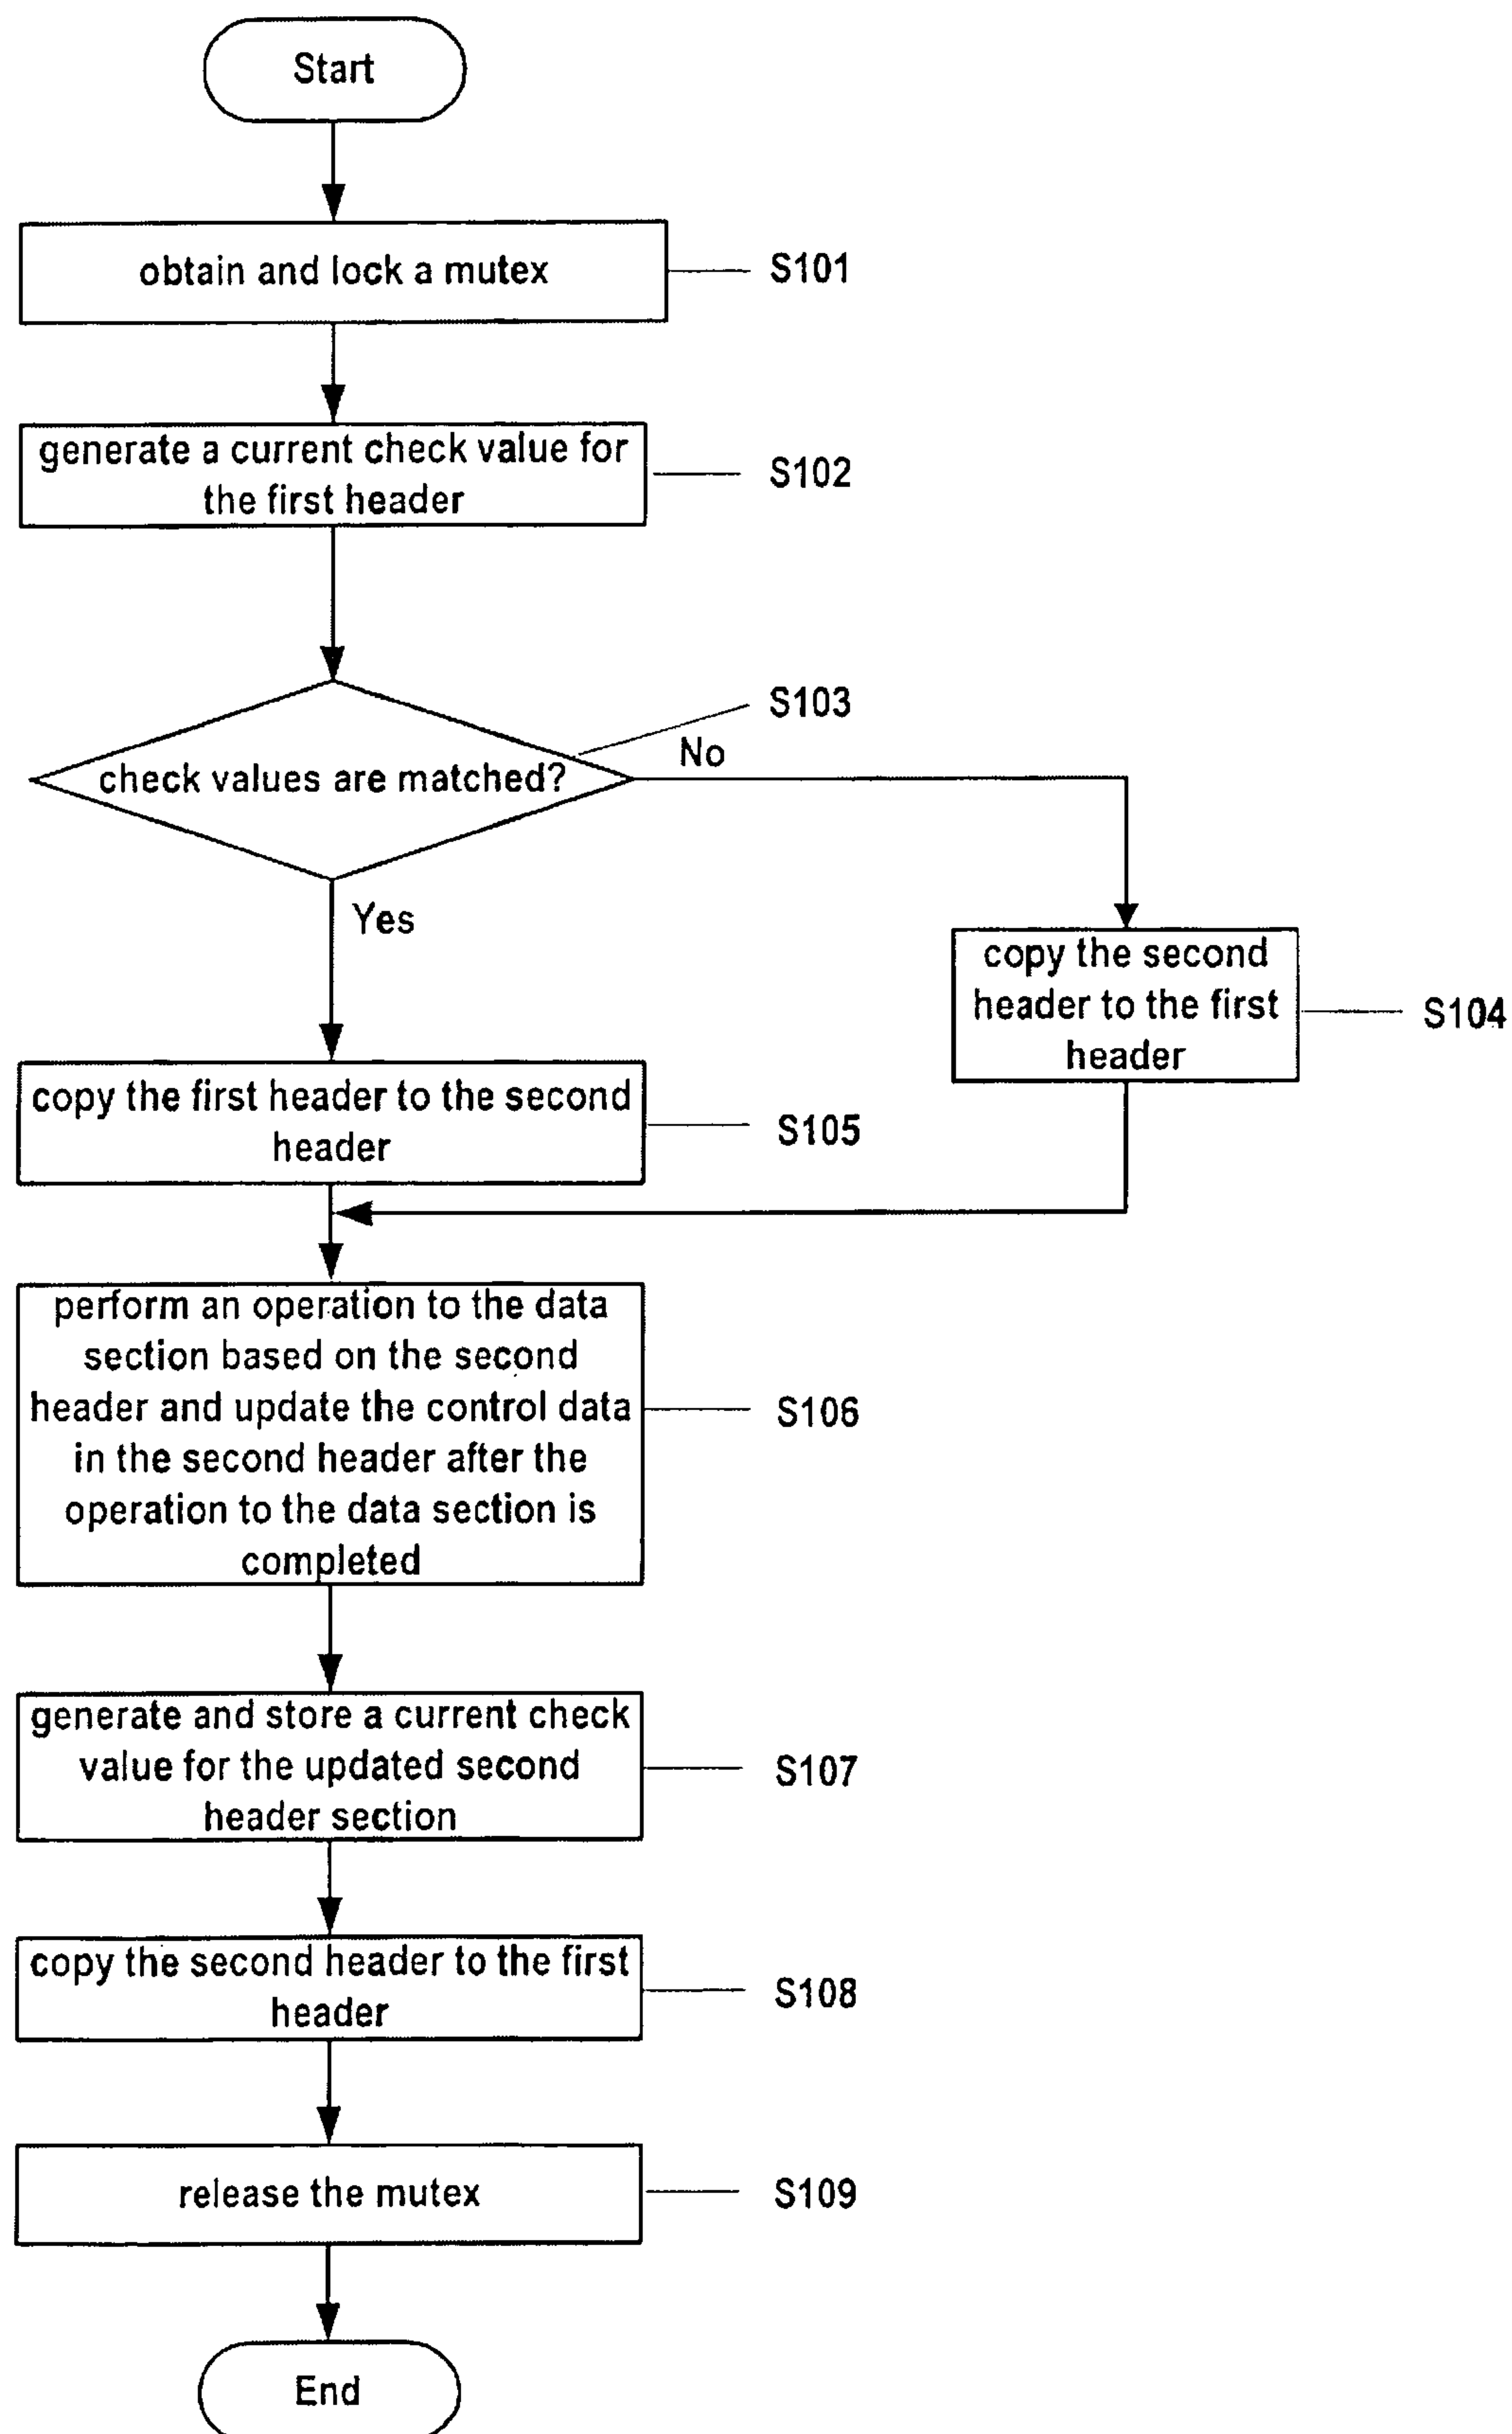 Start
obtain and lock a mutex
S101
generate a current check value for
the first header
S102
S103
check values are matched?
No
Yes
copy the second
header to the first
header
S104
copy the first header to the second
header
S105
perform an operation to the data
section based on the second
header and update the control data
in the second header after the
operation to the data section is
completed
S106
generate and store a current check
value for the updated second
header section
S107
copy the second header to the first
header
S108
release the mutex
S109
End